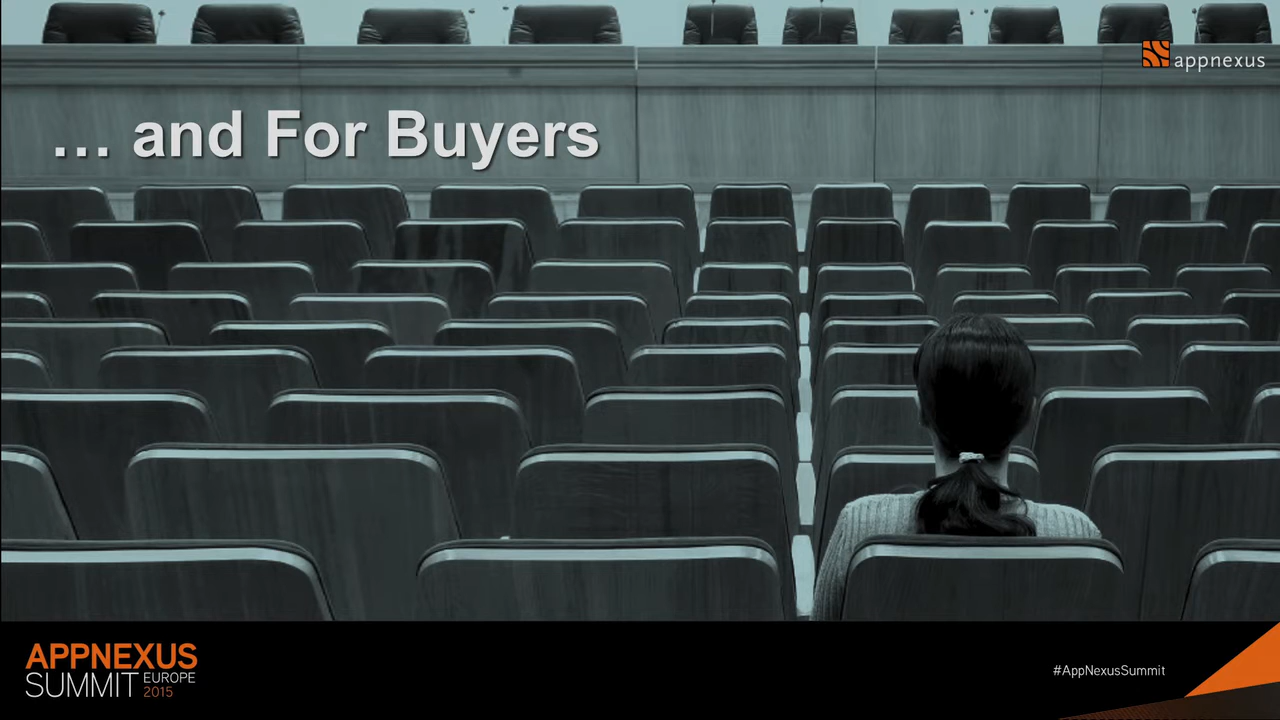 appnexus
… and For Buyers
APPNEXUS
SUMMIT EUROPE 2015
#AppNexusSummit